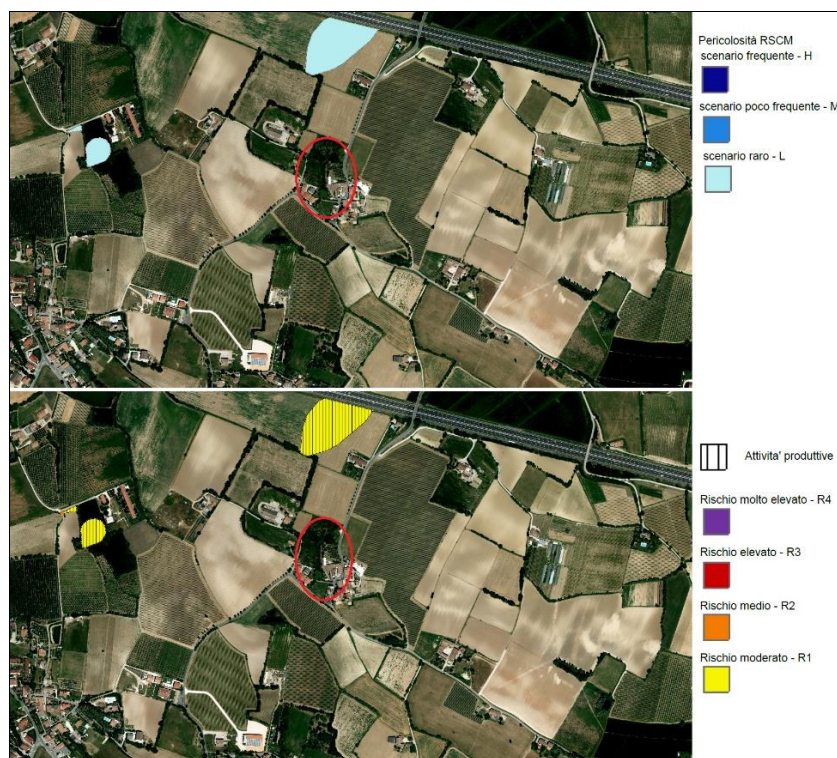 Pericolosità RSCM
scenario frequente - H
scenario poco frequente - M
scenario raro - L
Attivita' produttive
Rischio molto elevato - R4
Rischio elevato - R3
Rischio medio - R2
Rischio moderato - R1